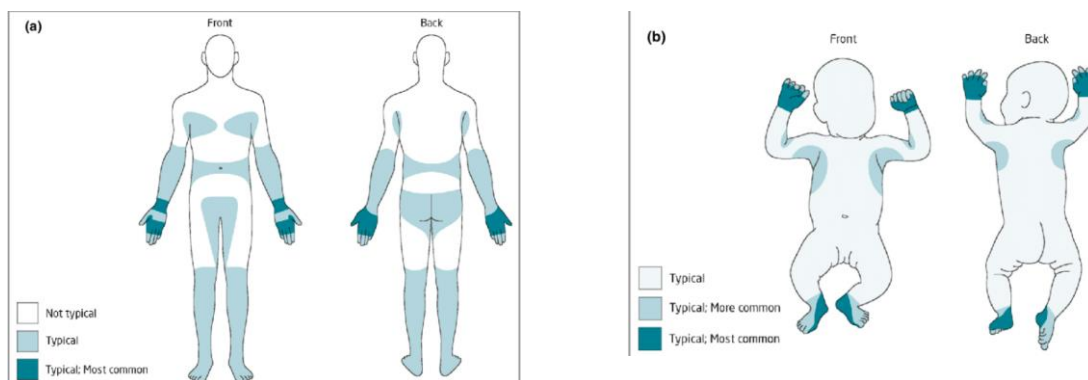 (a)
Front
Back
Not typical
Typical
Typical; Most common
(b)
Front
Back
Typical
Typical; More common
Typical; Most common